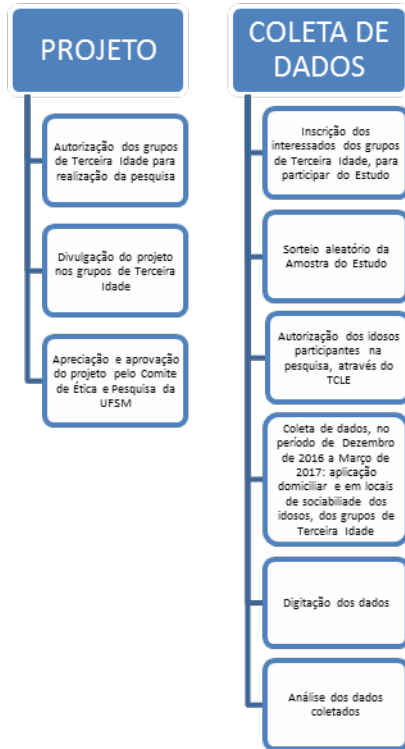 PROJETO
Autorização dos grupos
de Terceira Idade para
realização da pesquisa
Divulgação do projeto
nos grupos de Terceira
Idade
Apreciação e aprovação
do projeto pelo Comite
de Ética e Pesquisa da
UFSM
COLETA DE
DADOS
Inscrição dos
interessados dos grupos
de Terceira Idade, para
participar do Estudo
Sorteio aleatório da
Amostra do Estudo
Autorização dos idosos
participantes na
pesquisa, através do
TCLE
Coleta de dados, no
período de Dezembro
de 2016 a Março de
2017: aplicação
domiciliar e em locais
de sociabiliade dos
idosos, dos grupos de
Terceira Idade
Digitação dos dados
Análise dos dados
coletados